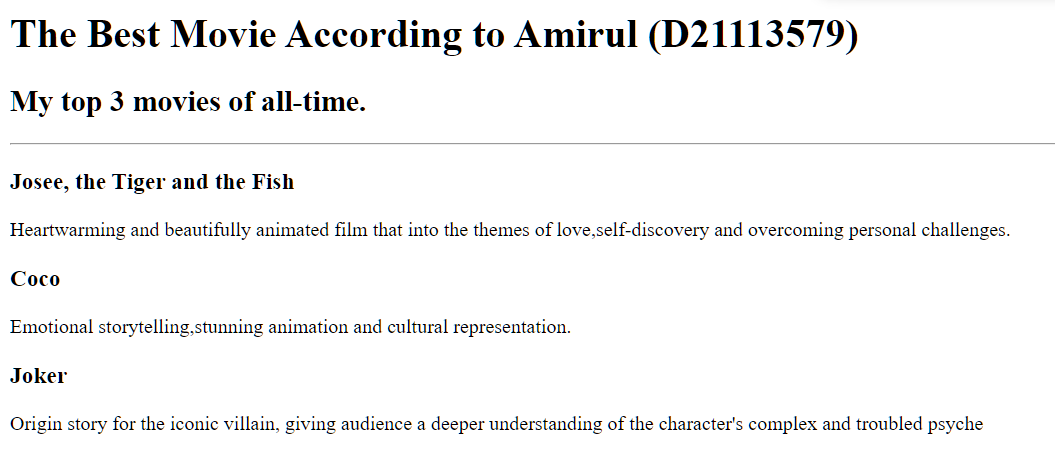 The Best Movie According to Amirul (D21113579)
My top 3 movies of all-time.
Josee, the Tiger and the Fish
Heartwarming and beautifully animated film that into the themes of love,self-discovery and overcoming personal challenges.
Coco
Emotional storytelling,stunning animation and cultural representation.
Joker
Origin story for the iconic villain, giving audience a deeper understanding of the character's complex and troubled psyche